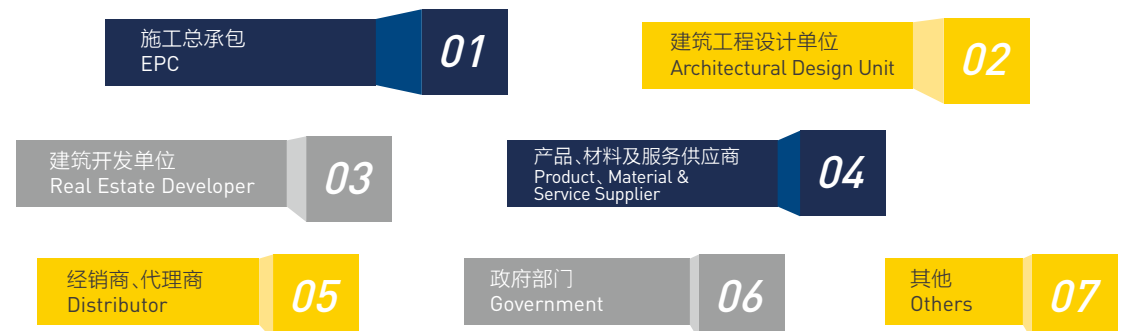 施工总承包
EPC
01
建筑工程设计单位
Architectural Design Unit
02
建筑开发单位
Real Estate Developer
03
产品、材料及服务供应商
Product、Material &
Service Supplier
04
经销商、代理商
Distributor
05
政府部门
Government
06
其他
Others
07